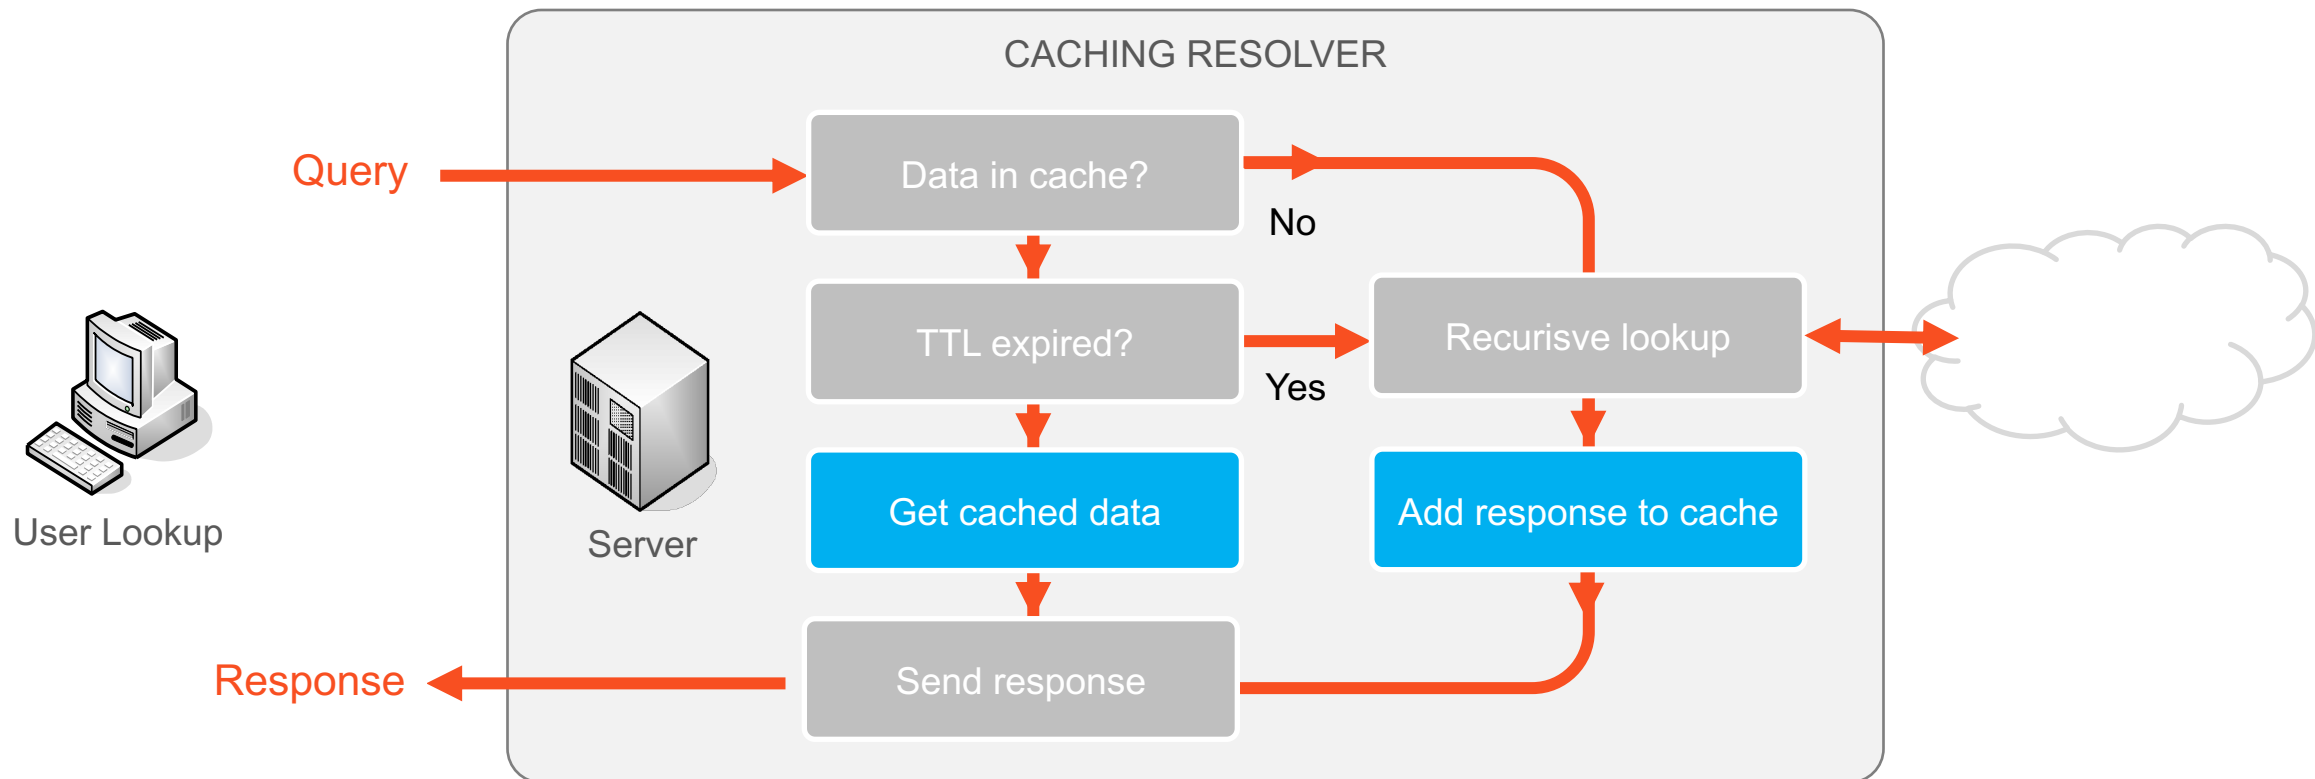 CACHING RESOLVER
Query
Data in cache?
No
TTL expired?
Recurisve lookup
Yes
Get cached data
Add response to cache
User Lookup
Server
Response
Send response